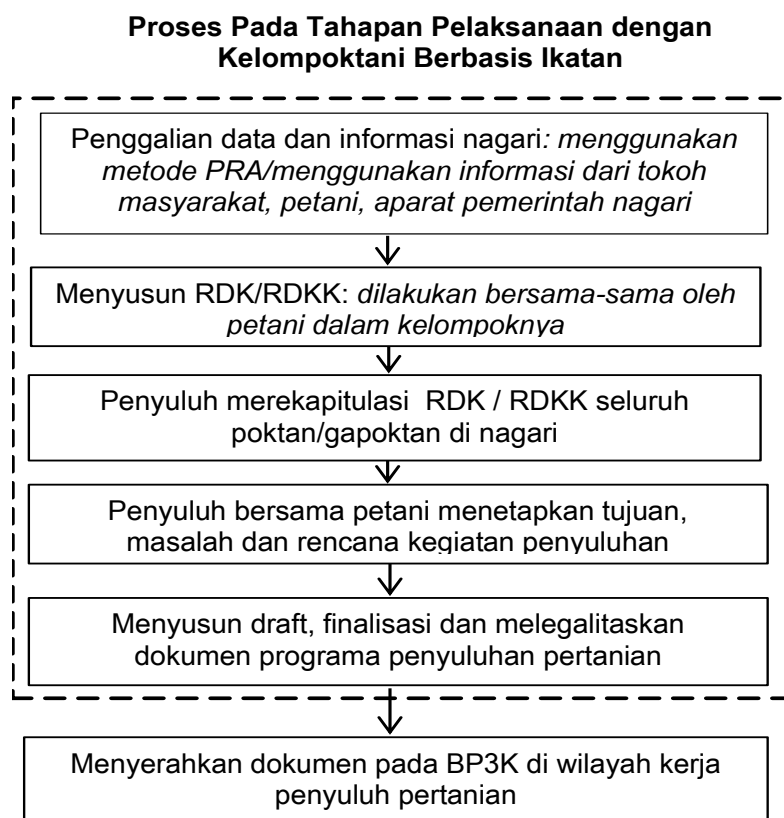 Proses Pada Tahapan Pelaksanaan dengan
Kelompoktani Berbasis Ikatan
Penggalian data dan informasi nagari: menggunakan
metode PRA/menggunakan informasi dari tokoh
masyarakat, petani, aparat pemerintah nagari
Menyusun RDK/RDKK: dilakukan bersama-sama oleh
petani dalam kelompoknya
Penyuluh merekapitulasi RDK / RDKK seluruh
poktan/gapoktan di nagari
Penyuluh bersama petani menetapkan tujuan,
masalah dan rencana kegiatan penyuluhan
Menyusun draft, finalisasi dan melegalitaskan
dokumen programa penyuluhan pertanian
Menyerahkan dokumen pada BP3K di wilayah kerja
penyuluh pertanian